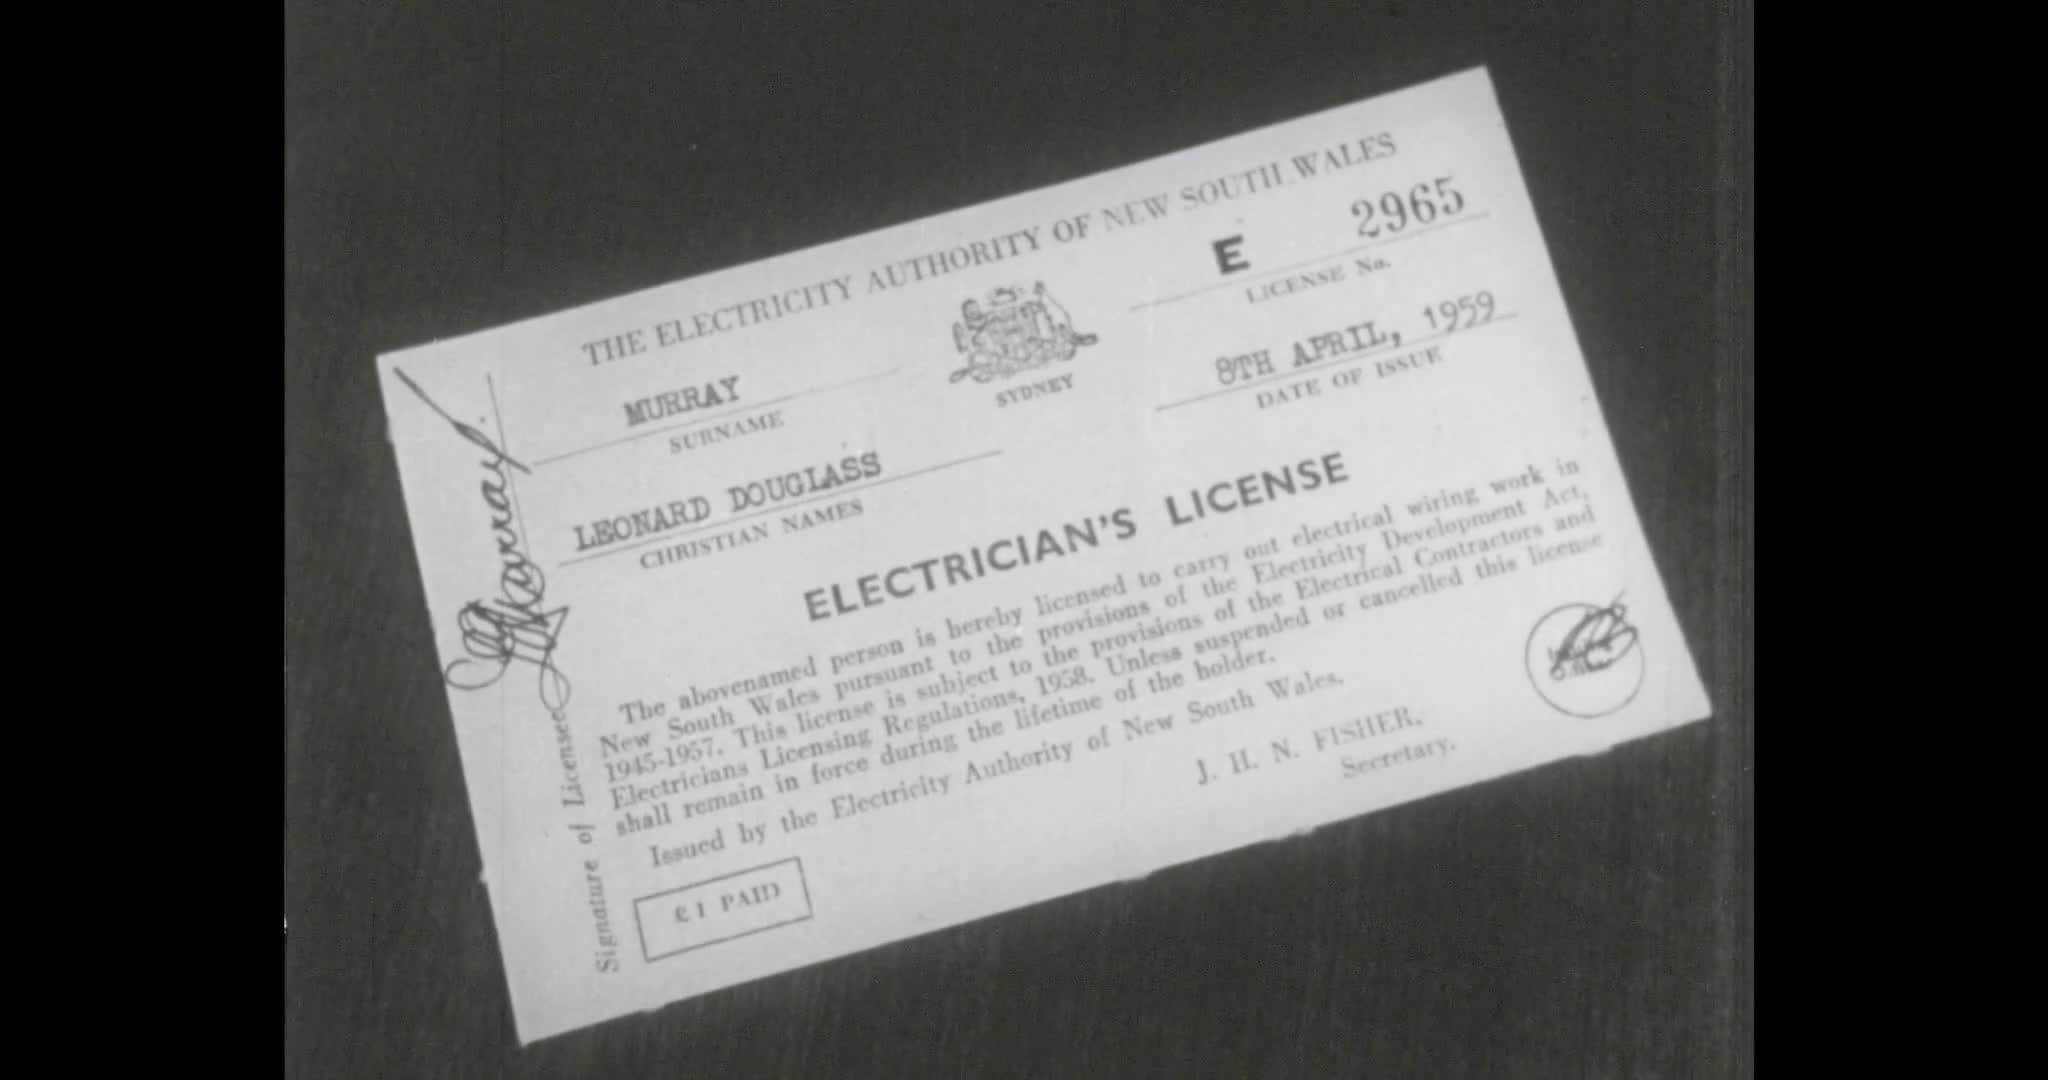 THE ELECTRICITY AUTHORITY OF NEW SOUTH WALES
E 2965
LICENSE No.
MURRAY
SURNAME
SYDNEY
8TH APRIL, 1959
DATE OF ISSUE
LEONARD DOUGLASS
CHRISTIAN NAMES
ELECTRICIAN'S LICENSE
The abovenamed person is hereby licensed to carry out electrical wiring work in
New South Wales pursuant to the provisions of the Electricity Development Act,
1945-1957. This license is subject to the provisions of the Electrical Contractors and
Electricians Licensing Regulations, 1958. Unless suspended or cancelled this license
shall remain in force during the lifetime of the holder.
Issued by the Electricity Authority of New South Wales.
J. H. N. FISHER,
Secretary.
£1 PAID
Signature of Licensee
Murray.